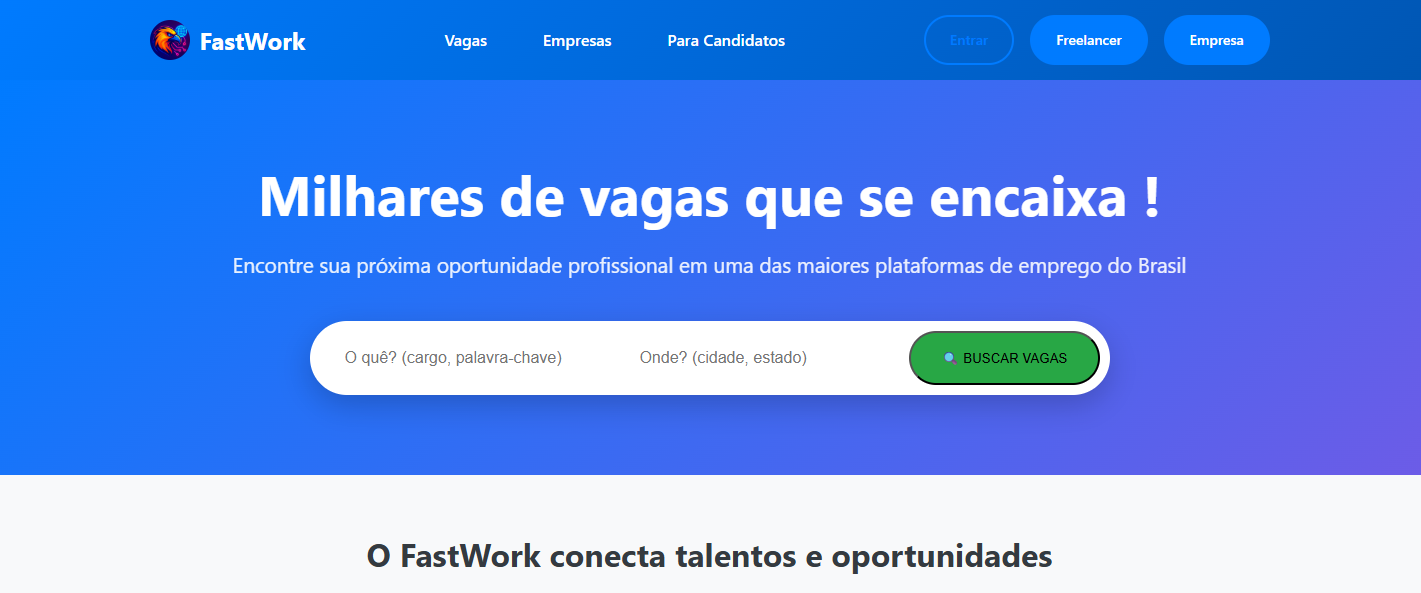 FastWork
Vagas
Empresas
Para Candidatos
Entrar
Freelancer
Empresa
Milhares de vagas que se encaixa !
Encontre sua próxima oportunidade profissional em uma das maiores plataformas de emprego do Brasil
O quê? (cargo, palavra-chave)
Onde? (cidade, estado)
🔍 BUSCAR VAGAS
O FastWork conecta talentos e oportunidades